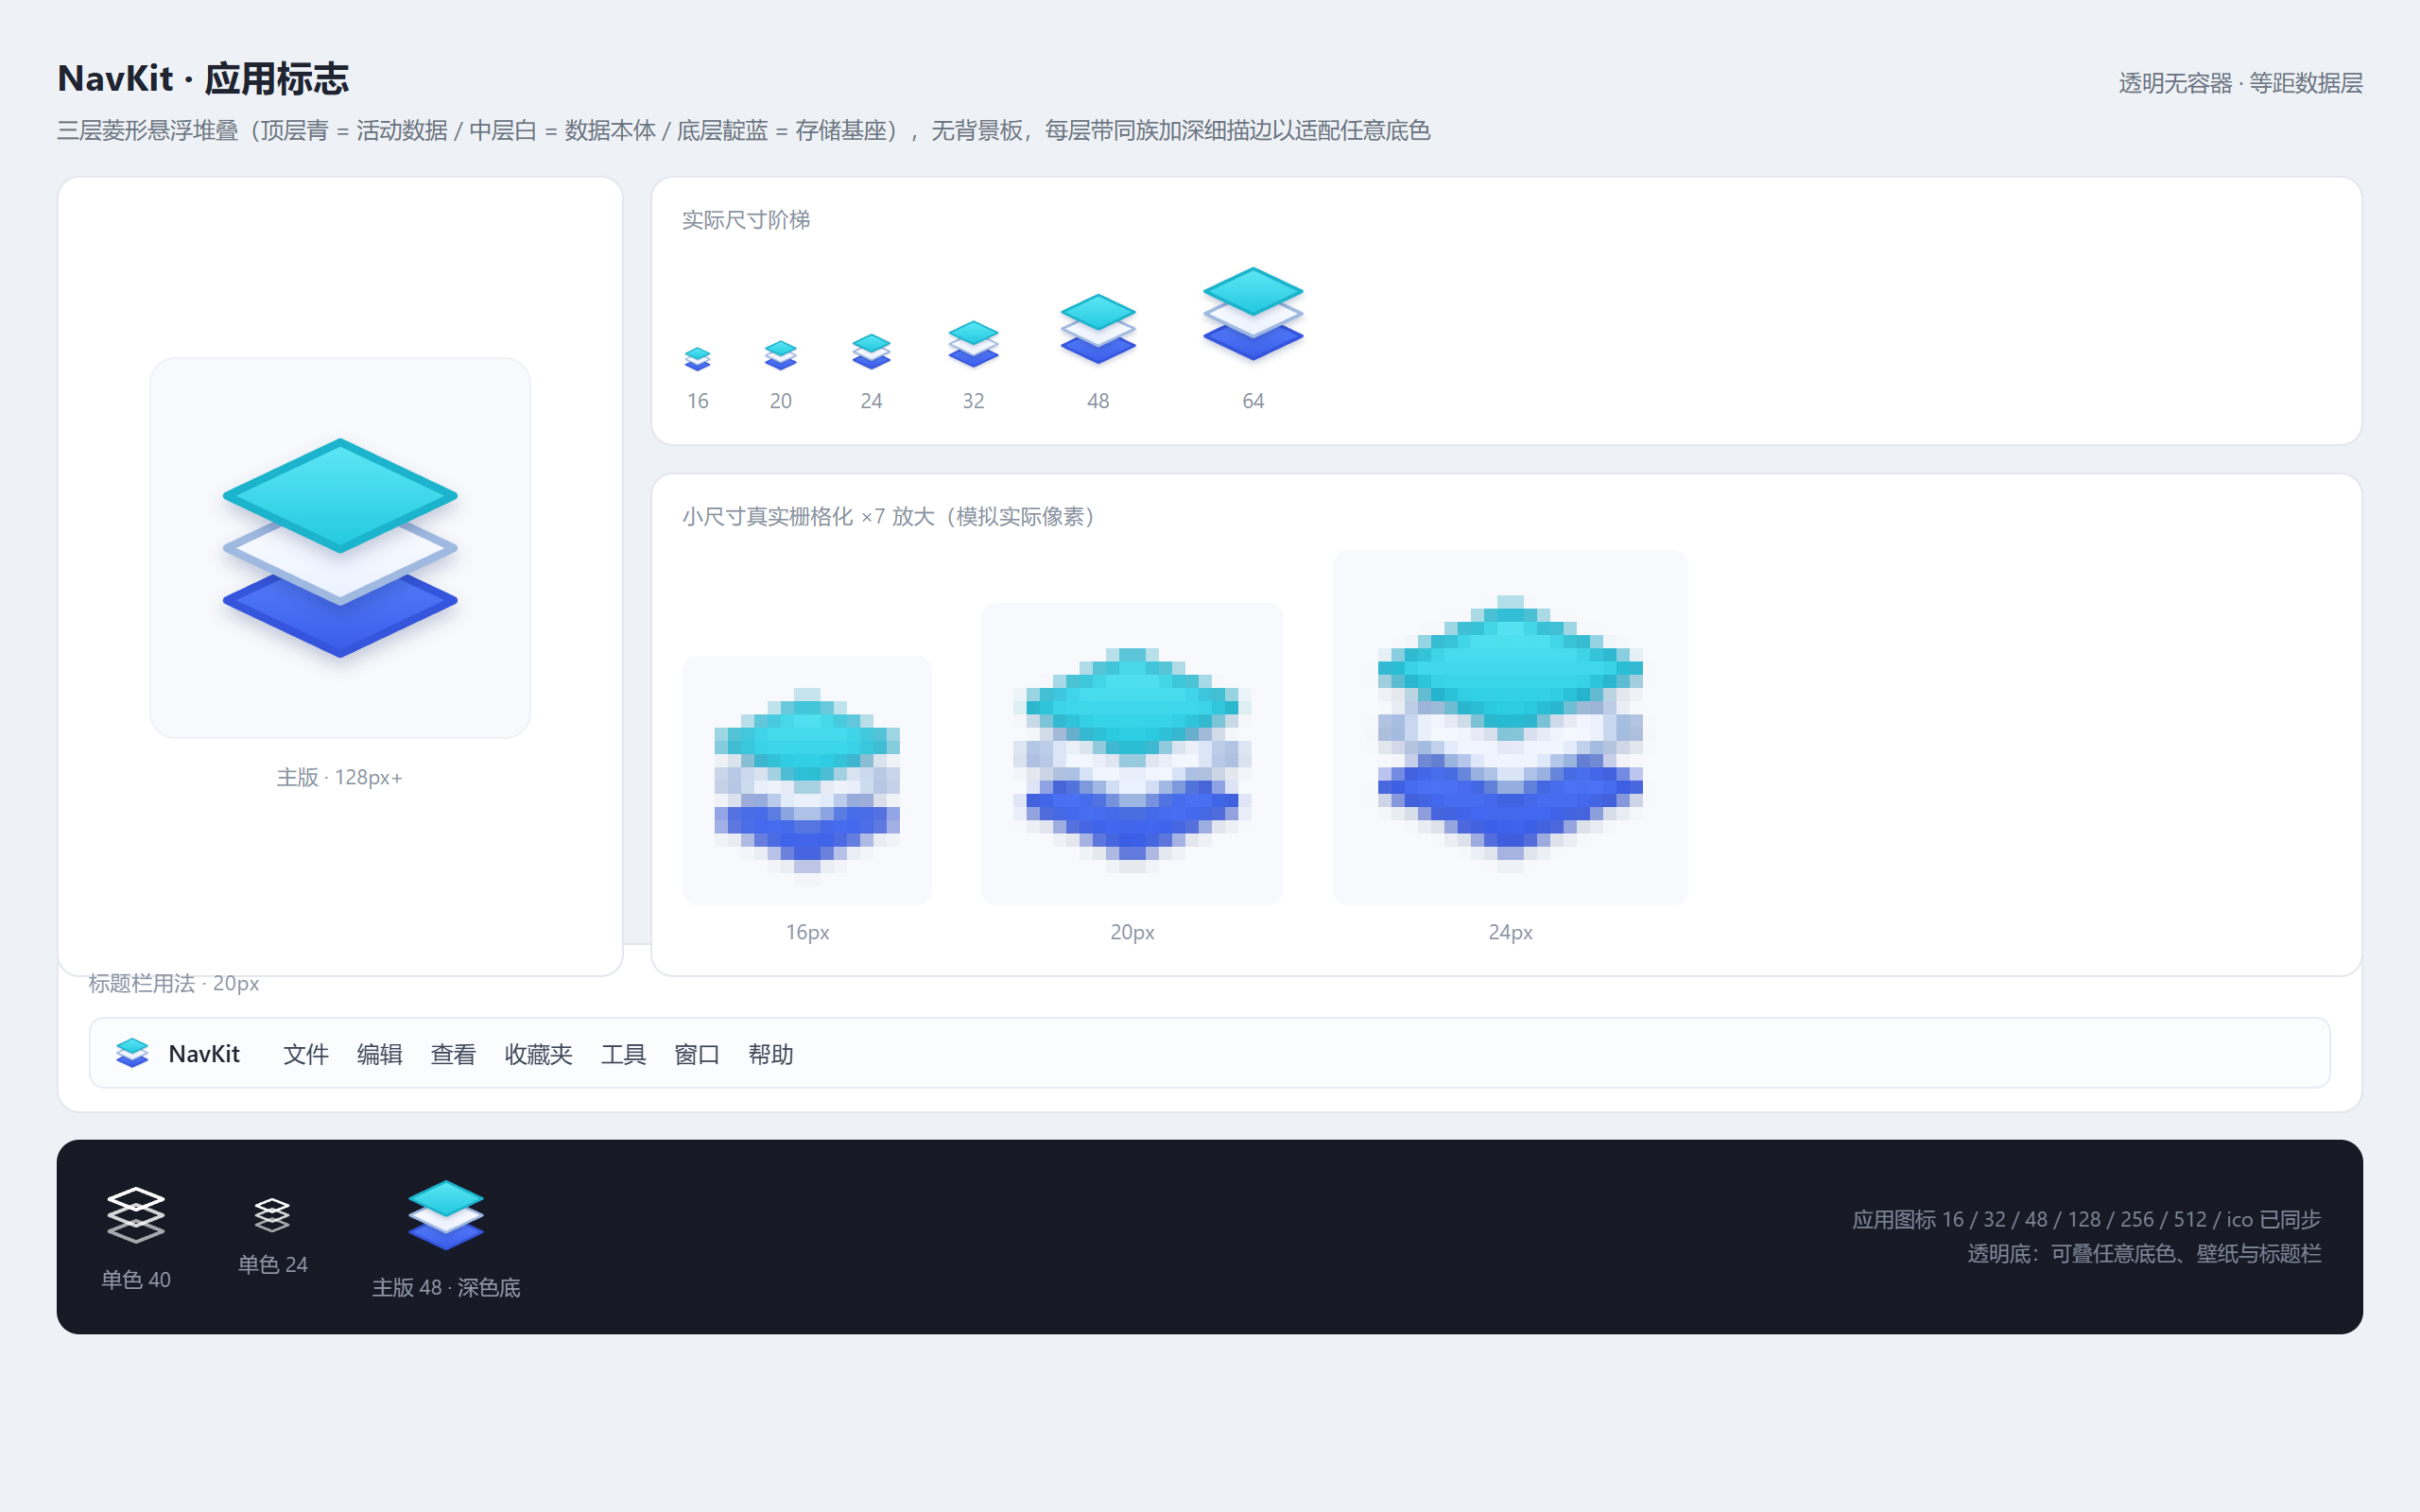 NavKit · 应用标志
透明无容器 · 等距数据层
三层菱形悬浮堆叠（顶层青 = 活动数据 / 中层白 = 数据本体 / 底层靛蓝 = 存储基座），无背景板，每层带同族加深细描边以适配任意底色
主版 · 128px+
实际尺寸阶梯
16 20 24 32 48 64
小尺寸真实栅格化 ×7 放大（模拟实际像素）
16px 20px 24px
标题栏用法 · 20px
NavKit 文件 编辑 查看 收藏夹 工具 窗口 帮助
单色 40
单色 24
主版 48 · 深色底
应用图标 16 / 32 / 48 / 128 / 256 / 512 / ico 已同步
透明底：可叠任意底色、壁纸与标题栏